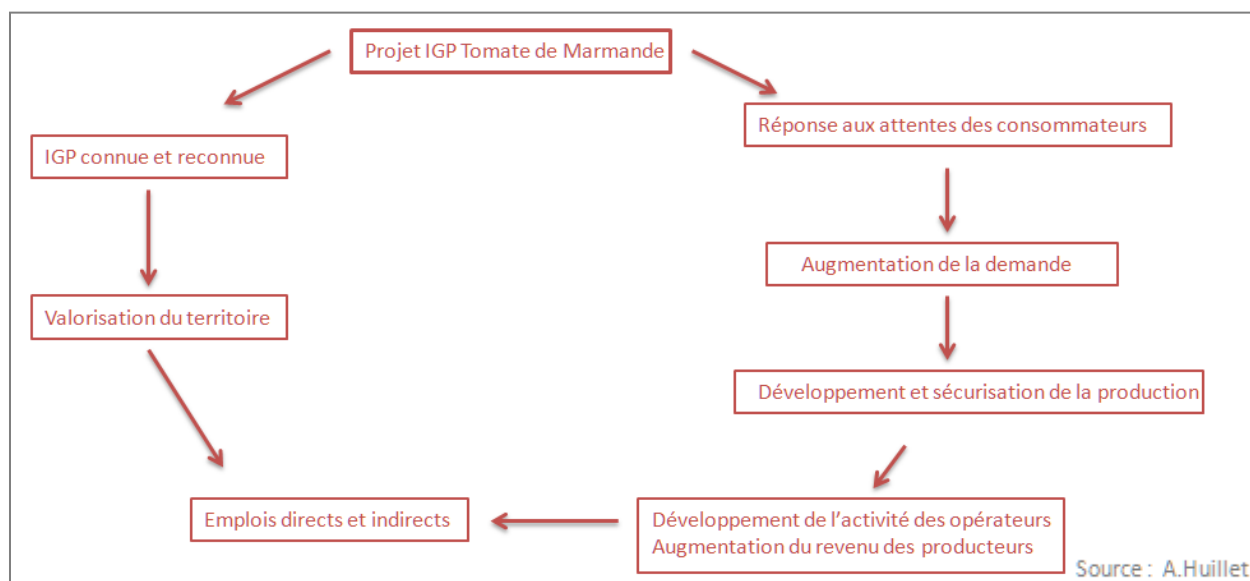 Projet IGP Tomate de Marmande
Réponse aux attentes des consommateurs
IGP connue et reconnue
Augmentation de la demande
Valorisation du territoire
Développement et sécurisation de la production
Emplois directs et indirects
Développement de l’activité des opérateurs
Augmentation du revenu des producteurs
Source : A.Huillet